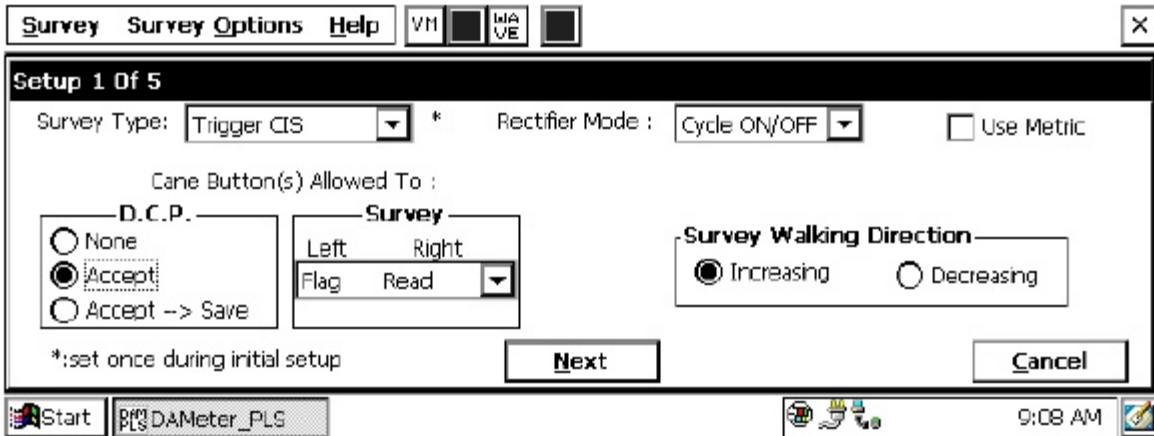 Survey Survey Options Help VM WAVE X
Setup 1 Of 5
Survey Type: Trigger CIS * Rectifier Mode : Cycle ON/OFF Use Metric
Cane Button(s) Allowed To :
D.C.P. Survey
None
Left Right
Survey Walking Direction
Accept
Flag Read
Increasing Decreasing
Accept --> Save
*:set once during initial setup
Next Cancel
Start DAMeter_PLS 9:08 AM